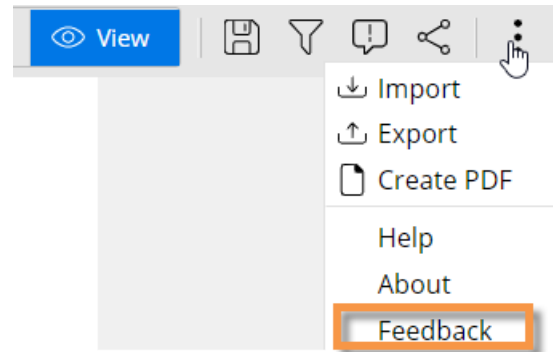 View
Import
Export
Create PDF
Help
About
Feedback